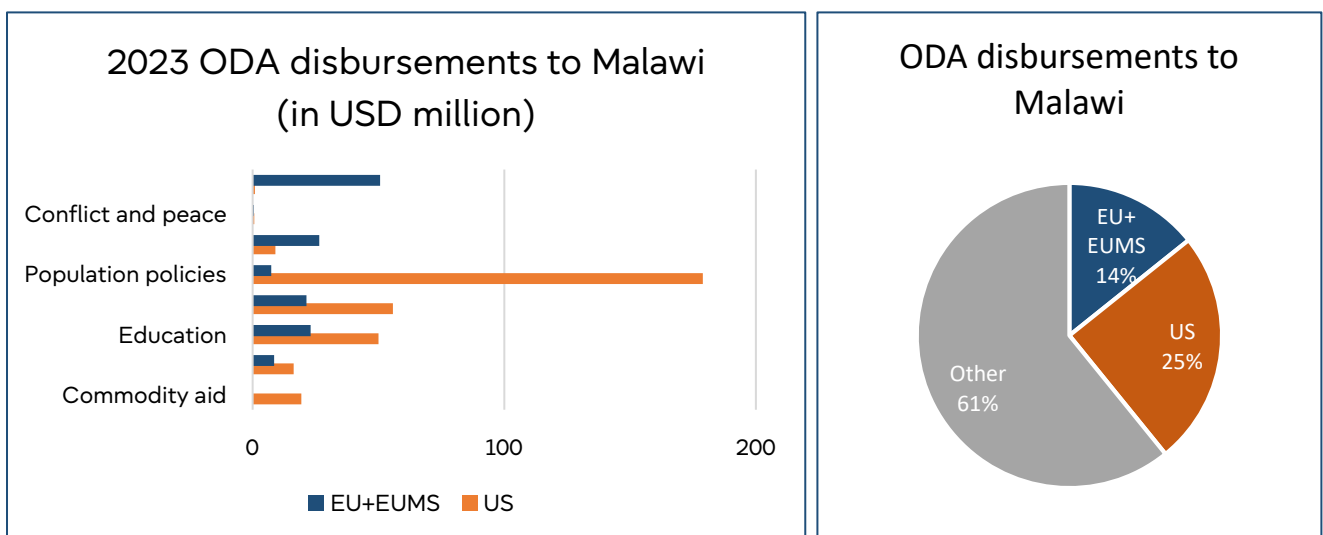 2023 ODA disbursements to Malawi
(in USD million)
Conflict and peace
Population policies
Education
Commodity aid
0
100
200
EU+EUMS
US
ODA disbursements to
Malawi
EU+
EUMS
14%
US
25%
Other
61%